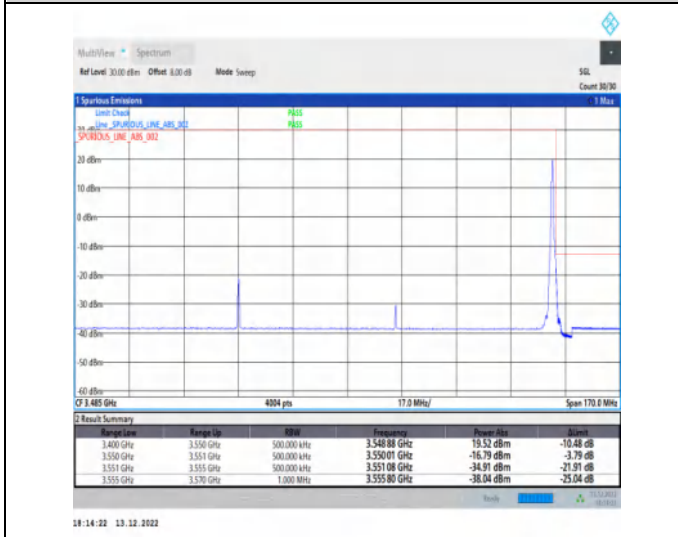 MultiView Spectrum
Ref Level 30.00 dBm Offset 8.00 dB Mode Sweep SGL
Count 30/30
1 Spurious Emissions 1 Max
Limit Check PASS
Line _SPURIOUS_LINE_ABS_002 PASS
_SPURIOUS_LINE_ABS_002
20 dBm
10 dBm
0 dBm
-10 dBm
-20 dBm
-30 dBm
-40 dBm
-50 dBm
-60 dBm
CF 3.485 GHz 4004 pts 17.0 MHz/ Span 170.0 MHz
2 Result Summary
Range Low Range Up RBW Frequency Power Abs ΔLimit
3.400 GHz 3.550 GHz 500.000 kHz 3.548 88 GHz 19.52 dBm -10.48 dB
3.550 GHz 3.551 GHz 500.000 kHz 3.550 01 GHz -16.79 dBm -3.79 dB
3.551 GHz 3.555 GHz 500.000 kHz 3.551 08 GHz -34.91 dBm -21.91 dB
3.555 GHz 3.570 GHz 1.000 MHz 3.555 80 GHz -38.04 dBm -25.04 dB
Ready
18:14:22 13.12.2022